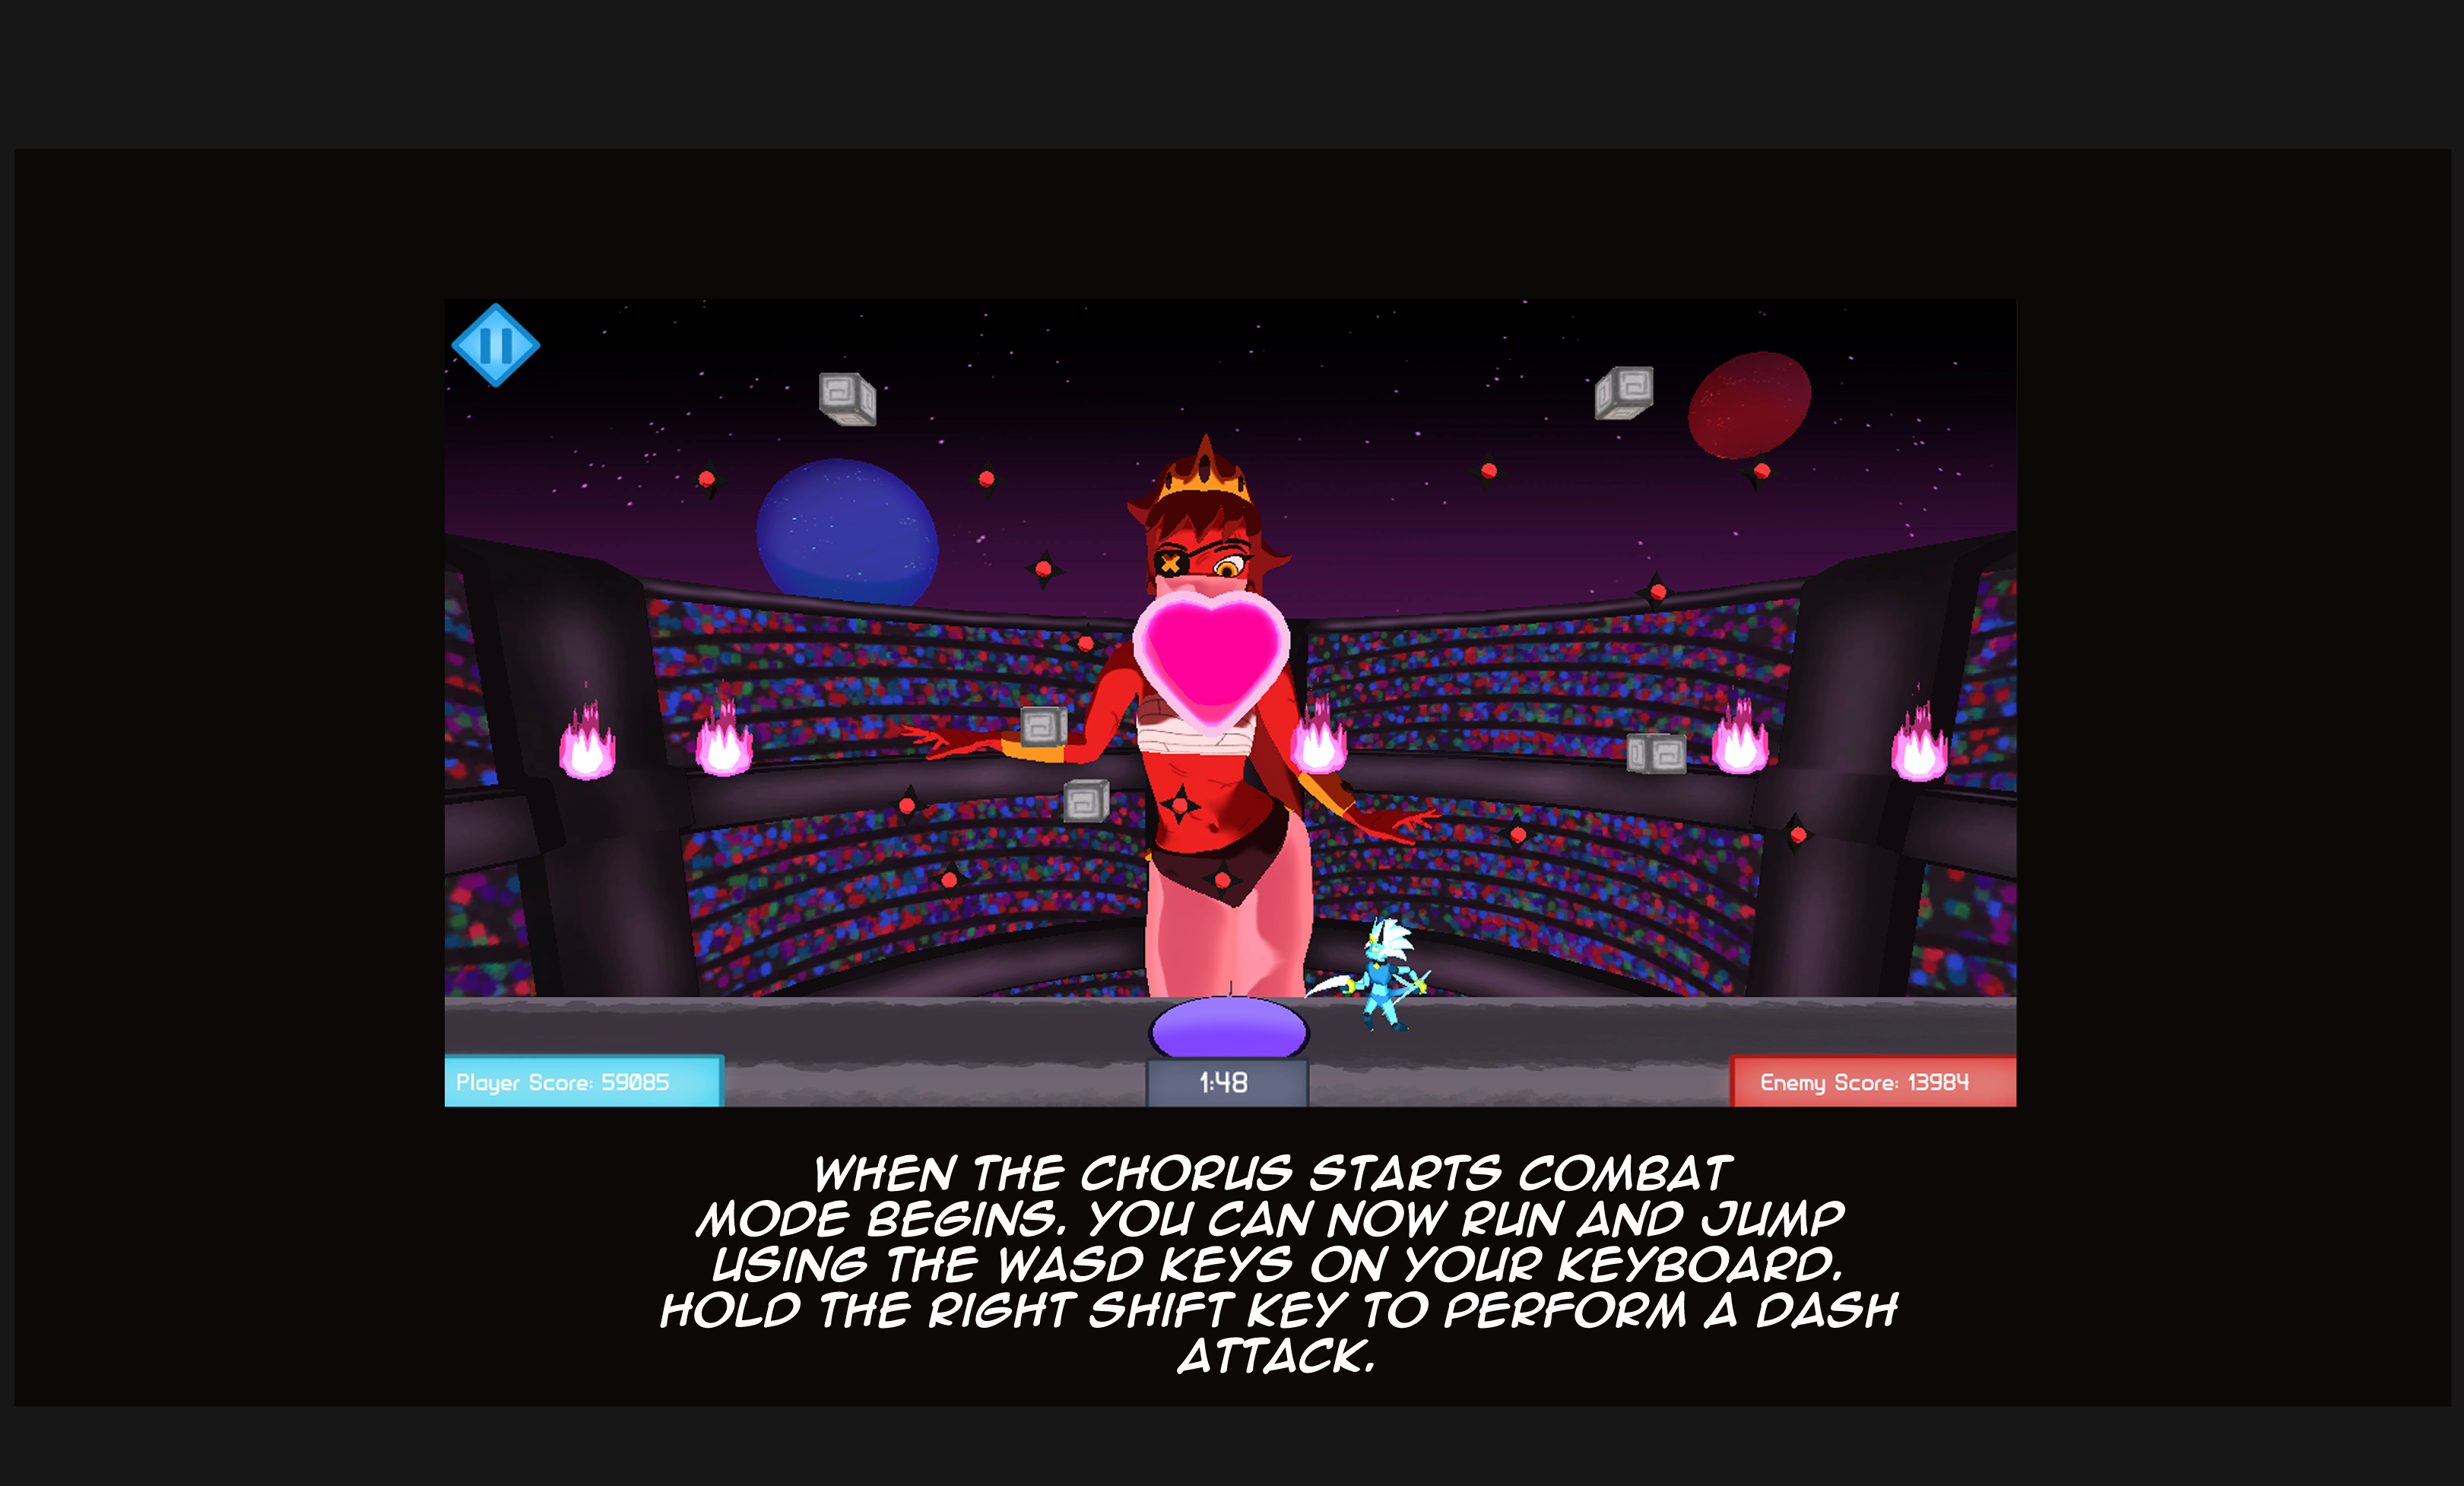 Player Score: 59085
1:48
Enemy Score: 13984
WHEN THE CHORUS STARTS COMBAT
MODE BEGINS. YOU CAN NOW RUN AND JUMP
USING THE WASD KEYS ON YOUR KEYBOARD.
HOLD THE RIGHT SHIFT KEY TO PERFORM A DASH
ATTACK.